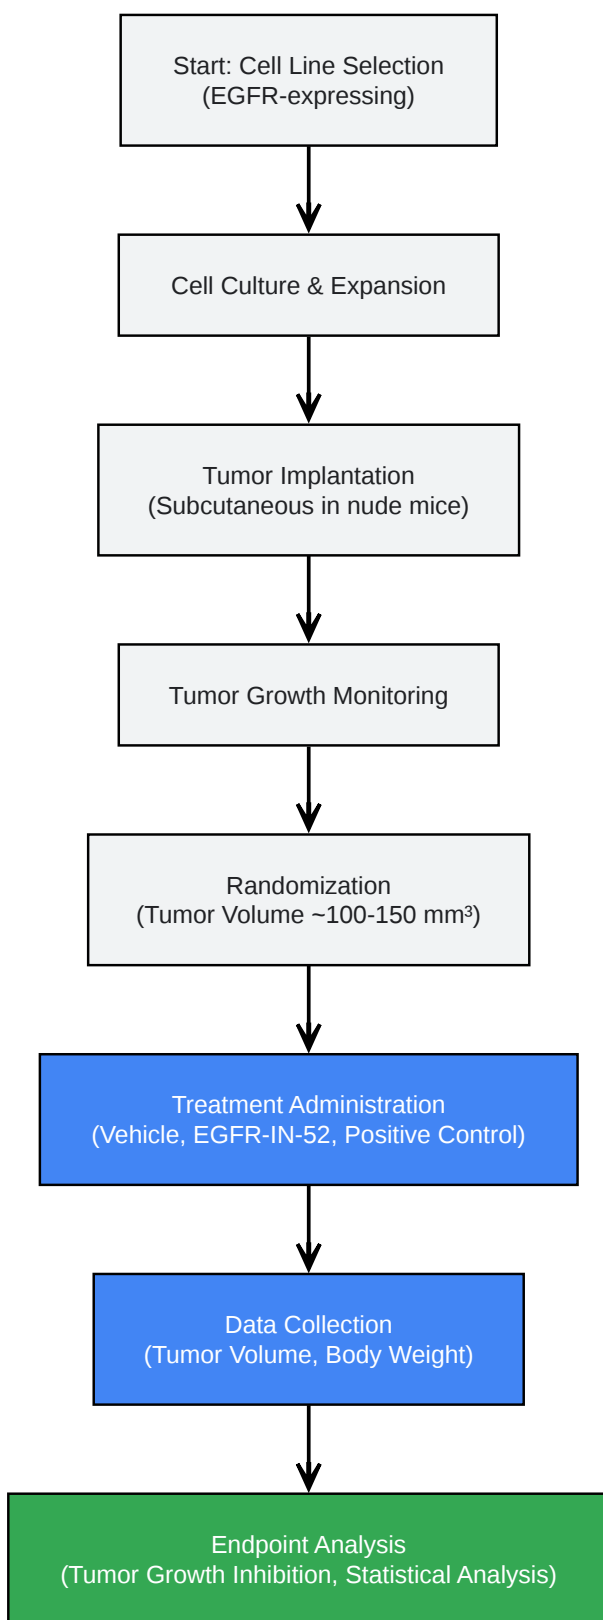 Start: Cell Line Selection
(EGFR-expressing)
Cell Culture & Expansion
Tumor Implantation
(Subcutaneous in nude mice)
Tumor Growth Monitoring
Randomization
(Tumor Volume ~100-150 mm³)
Treatment Administration
(Vehicle, EGFR-IN-52, Positive Control)
Data Collection
(Tumor Volume, Body Weight)
Endpoint Analysis
(Tumor Growth Inhibition, Statistical Analysis)